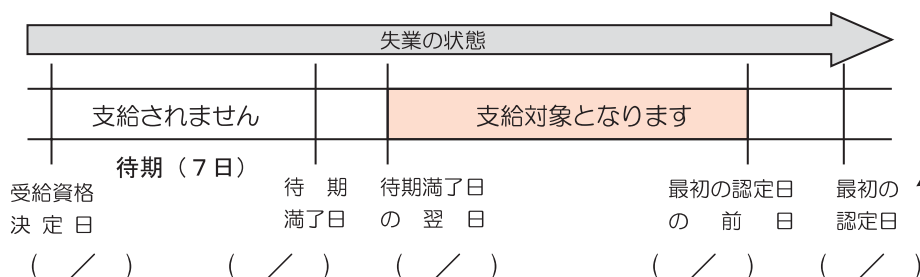 失業の状態
支給されません
支給対象となります
待期（７日）
受給資格
決定日
待期
満了日
待期満了日
の翌日
最初の認定日
の前日
最初の
認定日
（ ／ ）
（ ／ ）
（ ／ ）
（ ／ ）
（ ／ ）